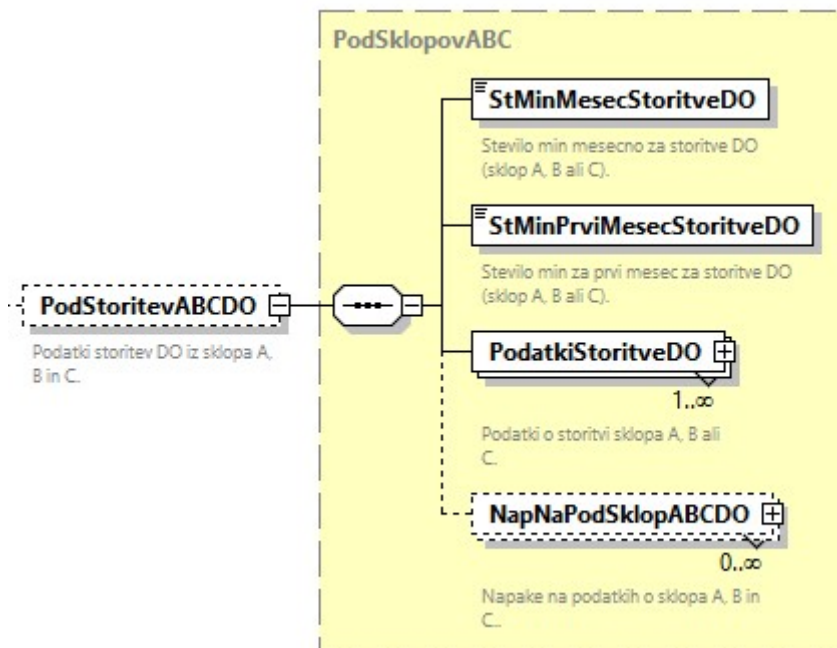 PodSklopovABC
StMinMesecStoritveDO
Stevilo min mesecno za storitve DO
(sklop A, B ali C).
StMinPrviMesecStoritveDO
Stevilo min za prvi mesec za storitve DO
(sklop A, B ali C).
PodStoritevABCDO
Podatki storitev DO iz sklopa A,
B in C.
PodatkiStoritveDO
1..∞
Podatki o storitvi sklopa A, B ali
C.
NapNaPodSklopABCDO
0..∞
Napake na podatkih o sklopa A, B in
C..